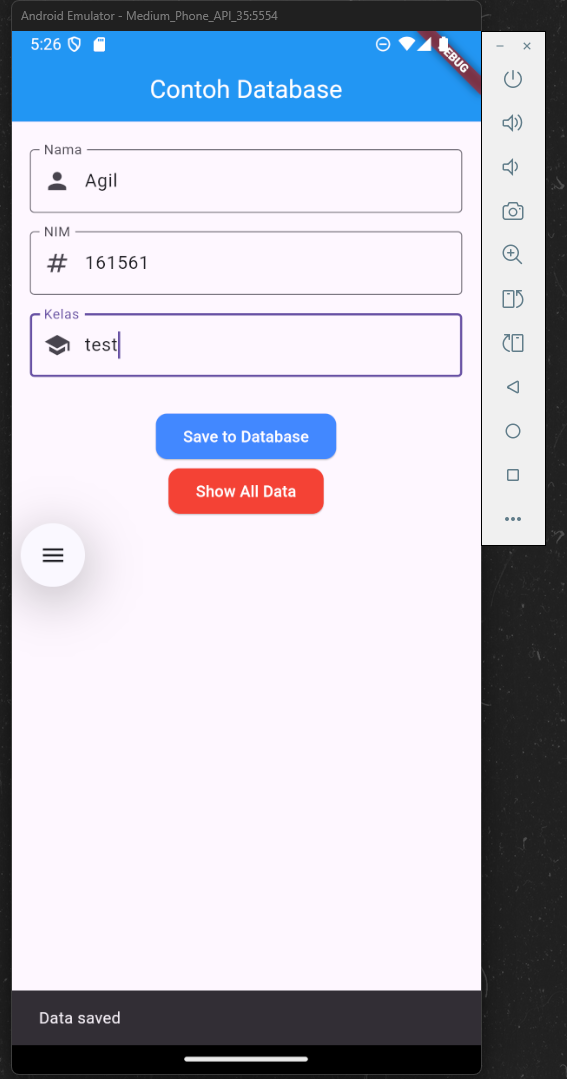 Android Emulator - Medium_Phone_API_35:5554
5:26
DEBUG
Contoh Database
Nama
Agil
NIM
# 161561
Kelas
test
Save to Database
Show All Data
Data saved